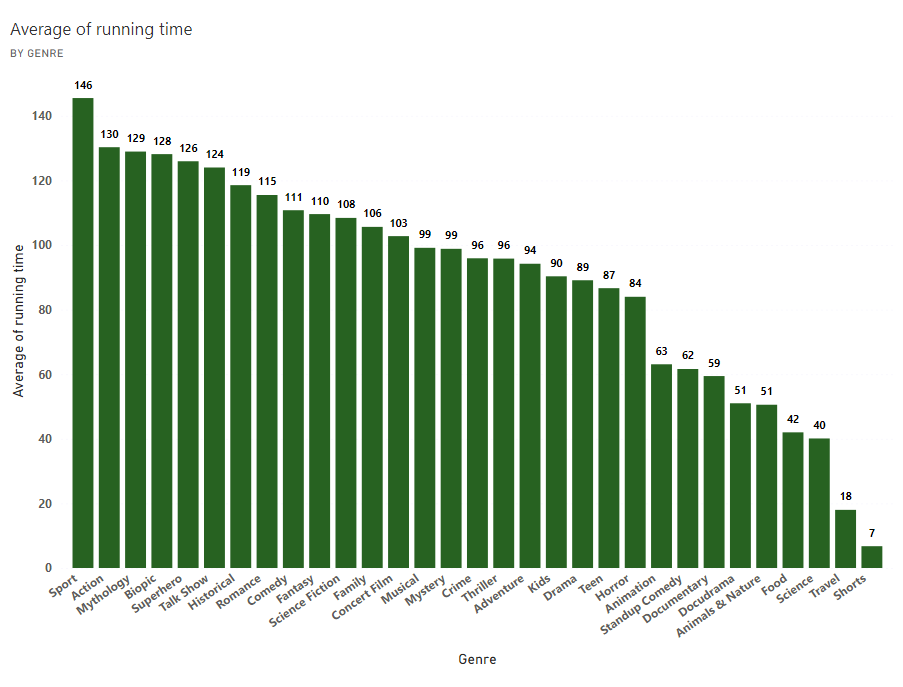 Average of running time
BY GENRE
146
130
129
128
126
124
119
115
111
110
108
106
103
99
99
96
96
94
90
89
87
84
63
62
59
51
51
42
40
18
7
140
120
100
80
60
40
20
0
Average of running time
Sport
Action
Mythology
Biopic
Superhero
Talk Show
Historical
Romance
Comedy
Fantasy
Science Fiction
Family
Concert Film
Musical
Mystery
Crime
Thriller
Adventure
Kids
Drama
Teen
Horror
Animation
Standup Comedy
Documentary
Docudrama
Animals & Nature
Food
Science
Travel
Shorts
Genre